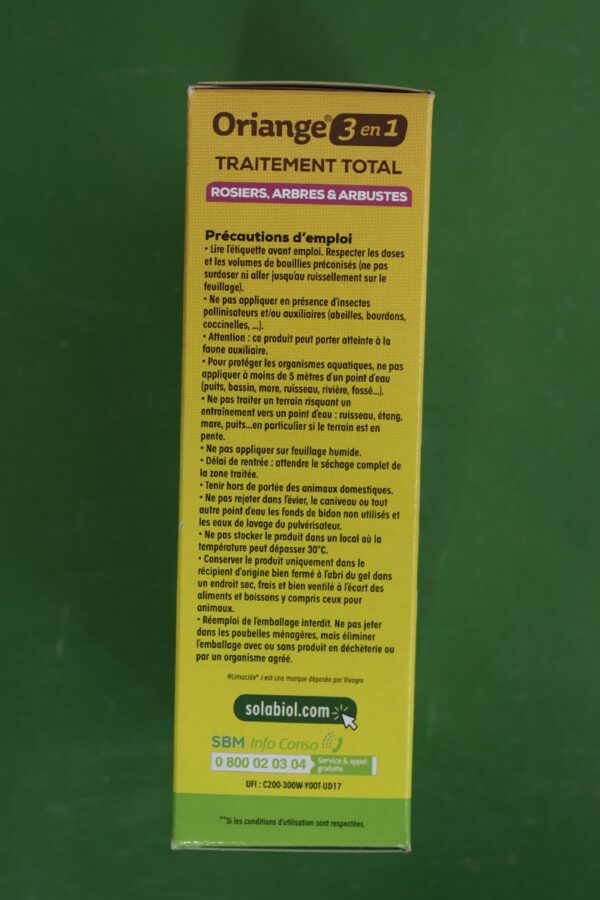 Oriange® 3 en 1
TRAITEMENT TOTAL
ROSIERS, ARBRES & ARBUSTES
Précautions d'emploi
• Lire l'étiquette avant emploi. Respecter les doses
et les volumes de bouillies préconisés (ne pas
surdoser ni aller jusqu'au ruissellement sur le
feuillage).
• Ne pas appliquer en présence d'insectes
pollinisateurs et/ou auxiliaires (abeilles, bourdons,
coccinelles, ...).
• Attention : ce produit peut porter atteinte à la
faune auxiliaire.
• Pour protéger les organismes aquatiques, ne pas
appliquer à moins de 5 mètres d'un point d'eau
(puits, bassin, mare, ruisseau, rivière, fossé...).
• Ne pas traiter un terrain risquant un
entraînement vers un point d'eau : ruisseau, étang,
mare, puits...en particulier si le terrain est en
pente.
• Ne pas appliquer sur feuillage humide.
• Délai de rentrée : attendre le séchage complet de
la zone traitée.
• Tenir hors de portée des animaux domestiques.
• Ne pas rejeter dans l'évier, le caniveau ou tout
autre point d'eau les fonds de bidon non utilisés et
les eaux de lavage du pulvérisateur.
• Ne pas stocker le produit dans un local où la
température peut dépasser 30°C.
• Conserver le produit uniquement dans le
récipient d'origine bien fermé à l'abri du gel dans
un endroit sec, frais et bien ventilé à l'écart des
aliments et boissons y compris ceux pour
animaux.
• Réemploi de l'emballage interdit. Ne pas jeter
dans les poubelles ménagères, mais éliminer
l'emballage avec ou sans produit en déchèterie ou
par un organisme agréé.
®Limocide® J est une marque déposée par Vivagro
solabiol.com
SBM Info Conso
0 800 02 03 04 Service & appel
gratuits
UFI : C200-300W-Y00T-UD17
**Si les conditions d'utilisation sont respectées.